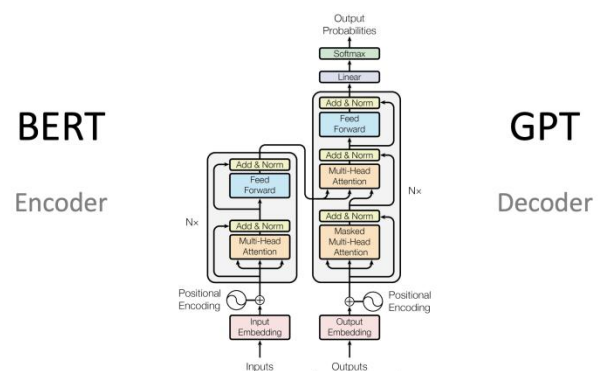 BERT
Encoder
Output
Probabilities
Softmax
Linear
Add & Norm
Feed
Forward
Add & Norm
Multi-Head
Attention
Nx
Add & Norm
Masked
Multi-Head
Attention
Positional
Encoding
Output
Embedding
Outputs
Add & Norm
Feed
Forward
Nx
Add & Norm
Multi-Head
Attention
Positional
Encoding
Input
Embedding
Inputs
GPT
Decoder